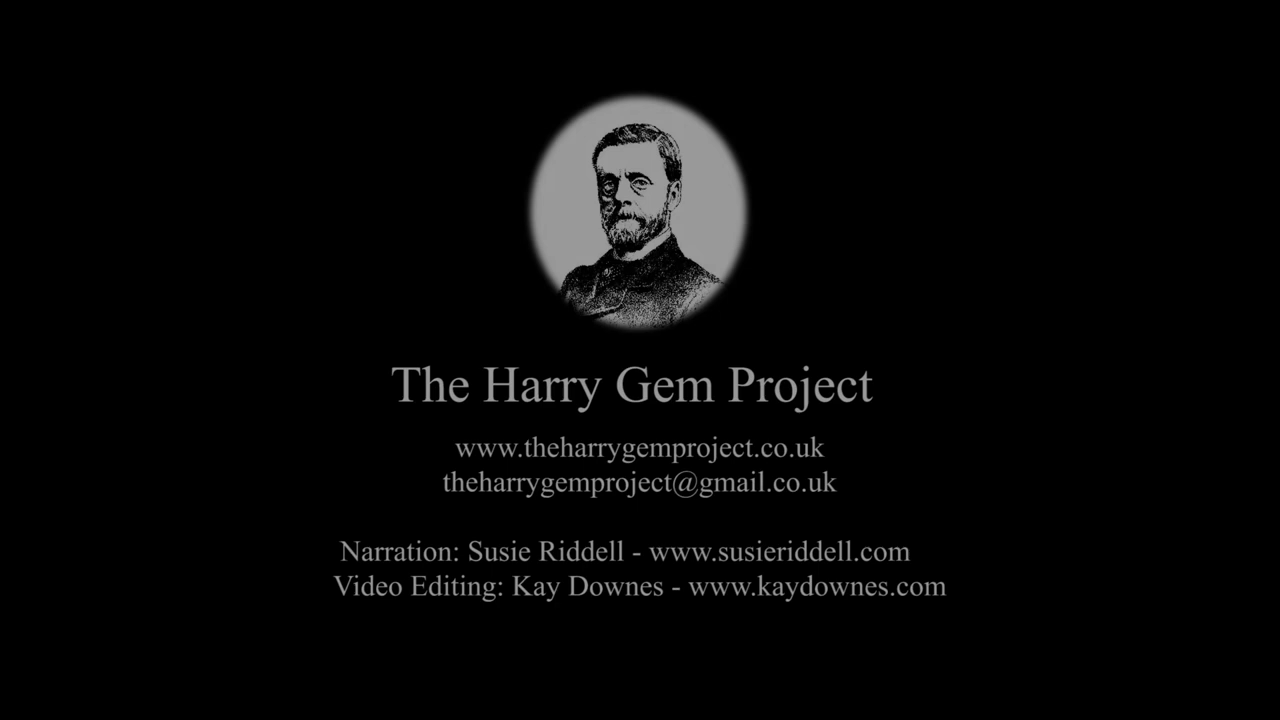 The Harry Gem Project
www.theharrygemproject.co.uk
theharrygemproject@gmail.co.uk
Narration: Susie Riddell - www.susieriddell.com
Video Editing: Kay Downes - www.kaydownes.com